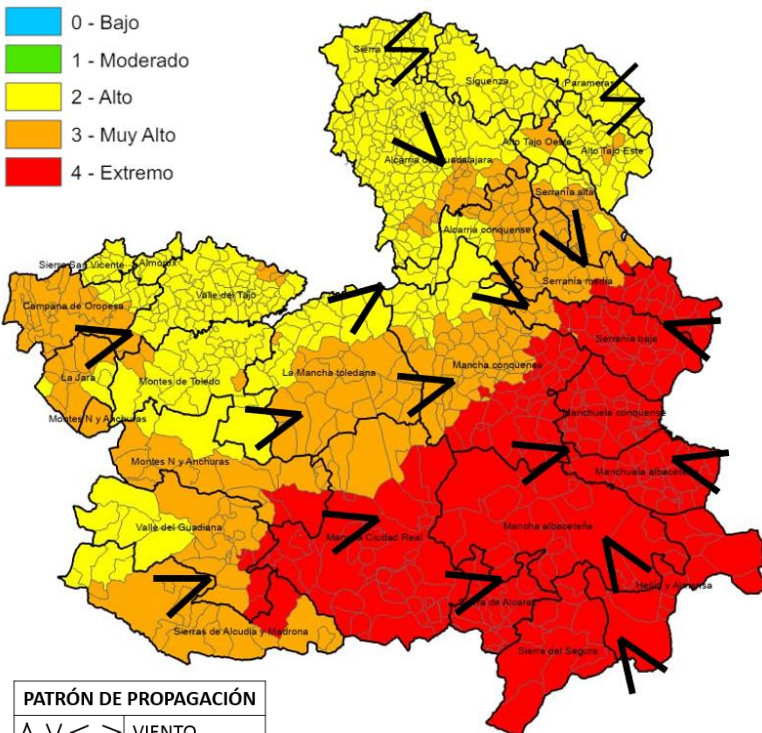 0 - Bajo
1 - Moderado
2 - Alto
3 - Muy Alto
4 - Extremo
Sierra
Sigüenza
Parameras
Alcarria de Guadalajara
Alto Tajo Oeste
Alto Tajo Este
Serranía alta
Alcarria conquense
Serranía media
Sierra San Vicente
Almorox
Valle del Tajo
Campana de Oropesa
La Jara
Montes de Toledo
La Mancha toledana
Mancha conquense
Serranía baja
Montes N y Anchuras
Manchuela conquense
Montes N y Anchuras
Manchuela albaceteña
Valle del Guadiana
Mancha Ciudad Real
Mancha albaceteña
Hellín y Almansa
Sierra de Alcaraz
Sierras de Alcudia y Madrona
Sierra del Segura
PATRÓN DE PROPAGACIÓN
VIENTO